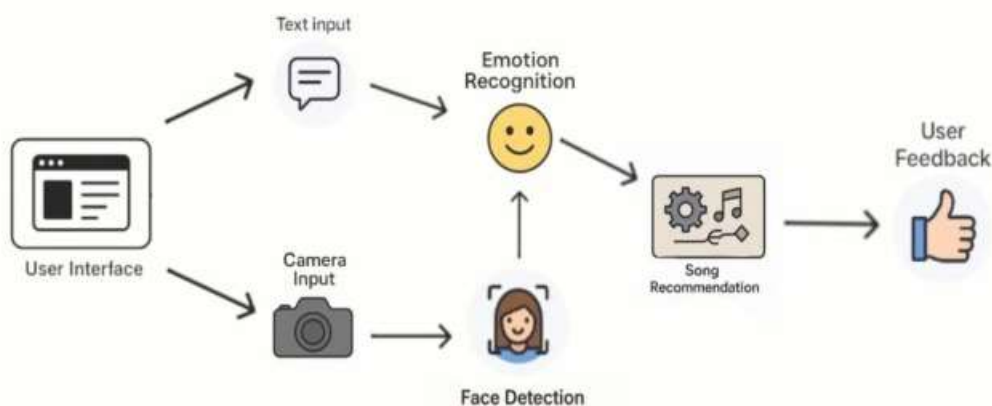 Text input
Emotion
Recognition
User
Feedback
User Interface
Camera
Input
Song
Recommendation
Face Detection